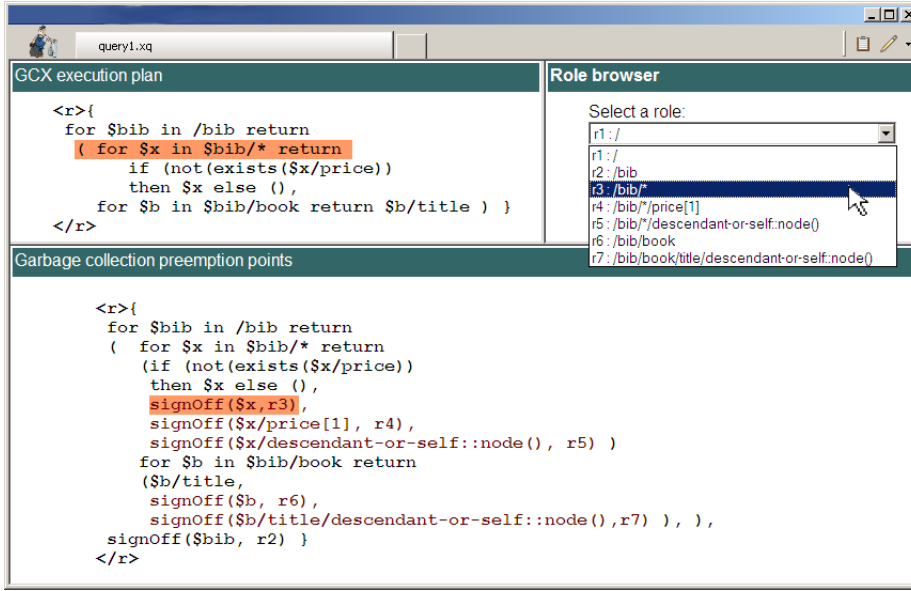 query1.xq
GCX execution plan
<r>{
for $bib in /bib return
( for $x in $bib/* return
if (not(exists($x/price))
then $x else (),
for $b in $bib/book return $b/title ) }
</r>
Role browser
Select a role:
r1 : /
r1 : /
r2 : /bib
r3 : /bib/*
r4 : /bib/*/price[1]
r5 : /bib/*/descendant-or-self::node()
r6 : /bib/book
r7 : /bib/book/title/descendant-or-self::node()
Garbage collection preemption points
<r>{
for $bib in /bib return
( for $x in $bib/* return
(if (not(exists($x/price))
then $x else (),
signOff($x,r3),
signOff($x/price[1], r4),
signOff($x/descendant-or-self::node(), r5) )
for $b in $bib/book return
($b/title,
signOff($b, r6),
signOff($b/title/descendant-or-self::node(),r7) ), ),
signOff($bib, r2) }
</r>